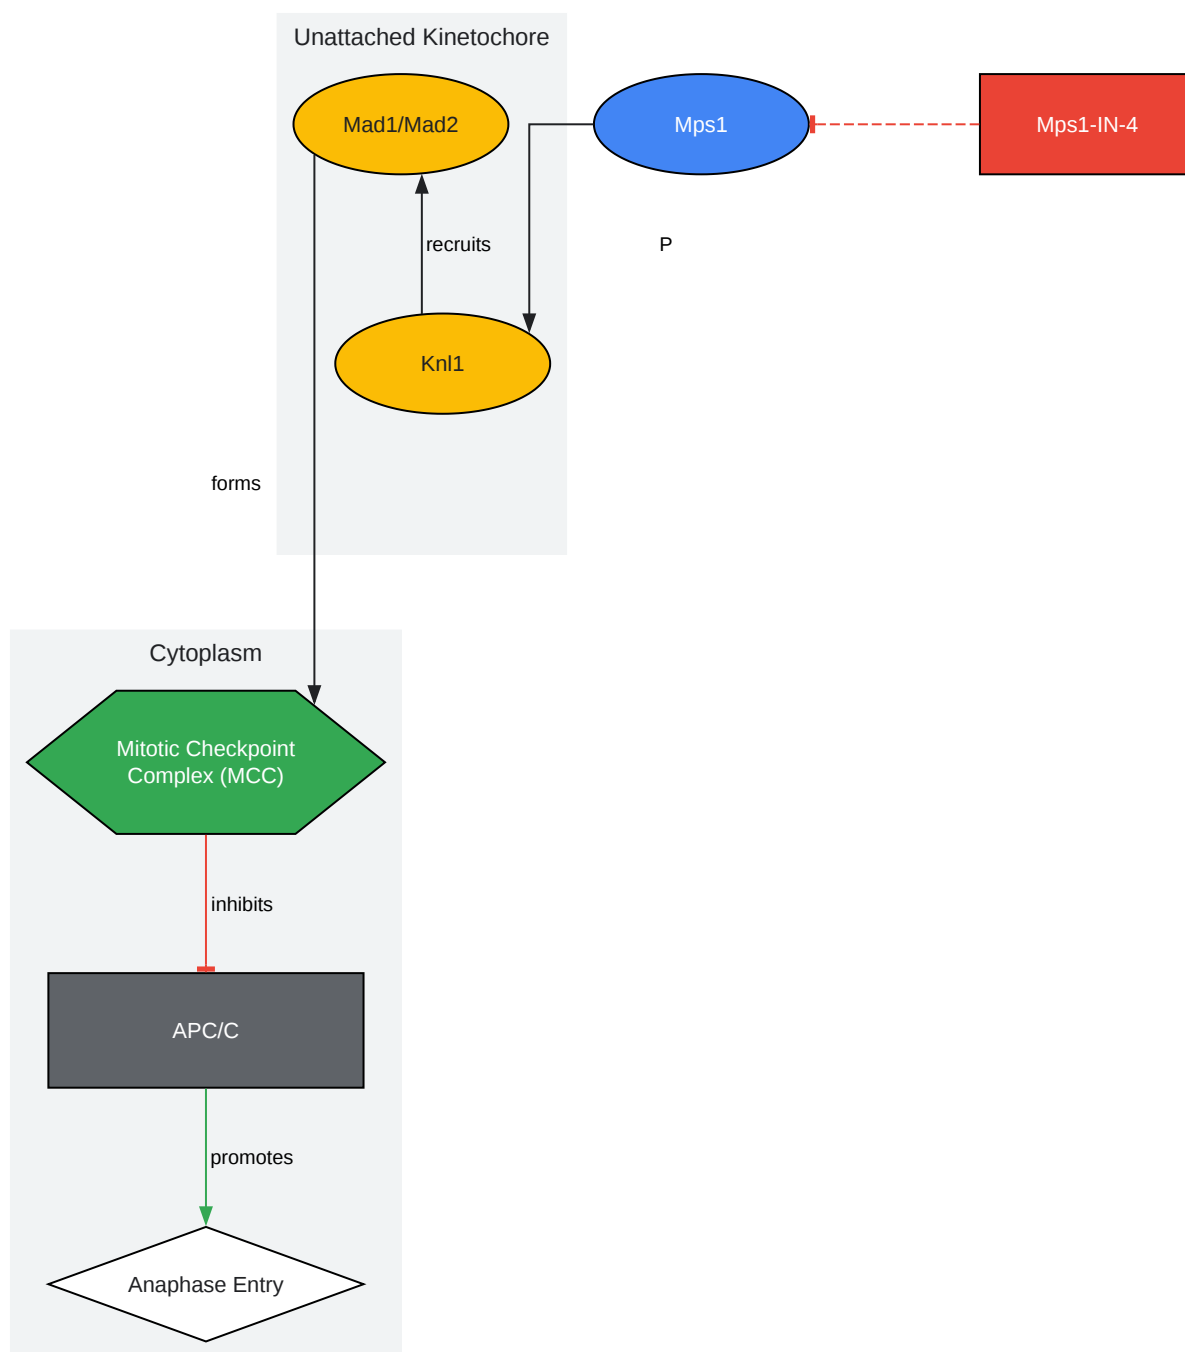 Unattached Kinetochore
Mad1/Mad2
Mps1
Mps1-IN-4
recruits
P
Knl1
forms
Cytoplasm
Mitotic Checkpoint
Complex (MCC)
inhibits
APC/C
promotes
Anaphase Entry